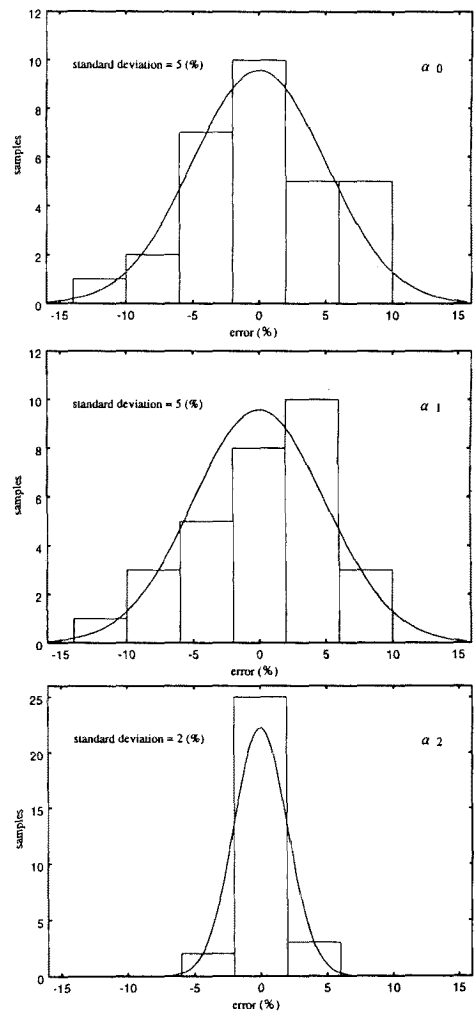 12
10
8
6
4
2
0
samples
standard deviation = 5 (%)
α 0
-15 -10 -5 0 5 10 15
error (%)
12
10
8
6
4
2
0
samples
standard deviation = 5 (%)
α 1
-15 -10 -5 0 5 10 15
error (%)
25
20
15
10
5
0
samples
standard deviation = 2 (%)
α 2
-15 -10 -5 0 5 10 15
error (%)